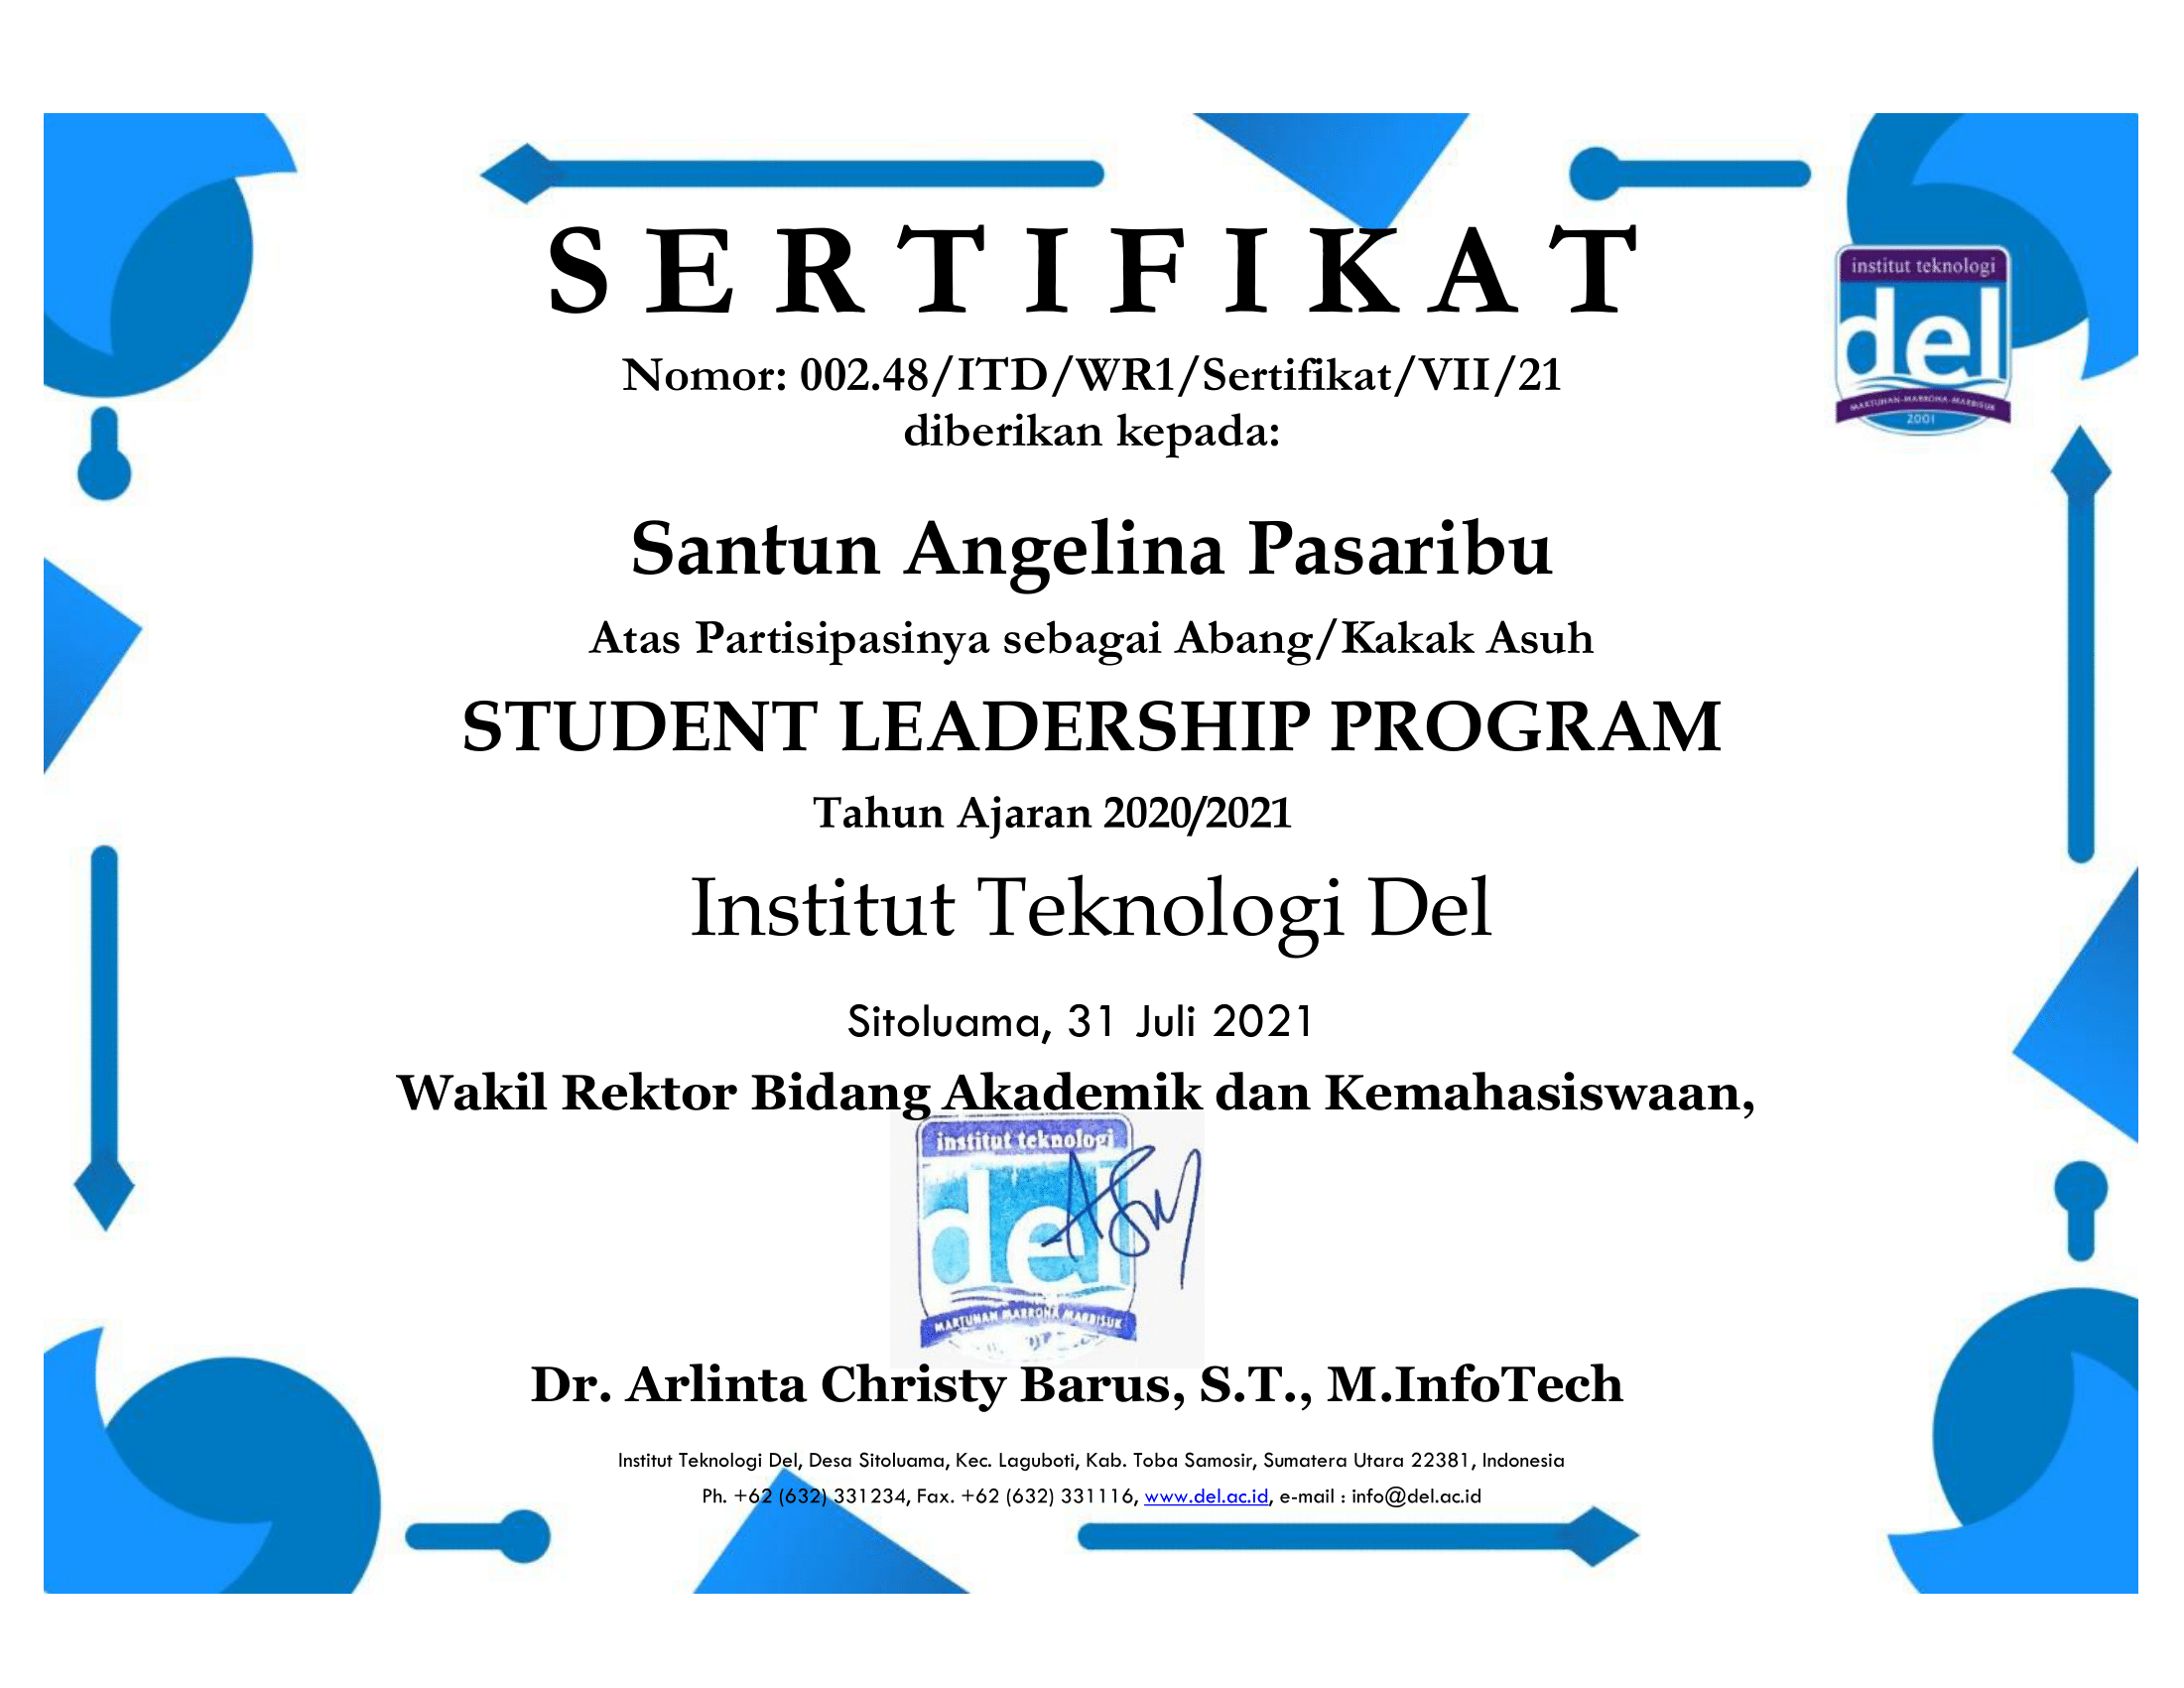 S E R T I F I K A T
institut teknologi
del
MARTUHAN-MARROHA-MARBISUK
2001
Nomor: 002.48/ITD/WR1/Sertifikat/VII/21
diberikan kepada:
Santun Angelina Pasaribu
Atas Partisipasinya sebagai Abang/Kakak Asuh
STUDENT LEADERSHIP PROGRAM
Tahun Ajaran 2020/2021
Institut Teknologi Del
Sitoluama, 31 Juli 2021
Wakil Rektor Bidang Akademik dan Kemahasiswaan,
institut teknologi
del
MARTUHAN MARROHA MARBISUK
Dr. Arlinta Christy Barus, S.T., M.InfoTech
Institut Teknologi Del, Desa Sitoluama, Kec. Laguboti, Kab. Toba Samosir, Sumatera Utara 22381, Indonesia
Ph. +62 (632) 331234, Fax. +62 (632) 331116, www.del.ac.id, e-mail : info@del.ac.id